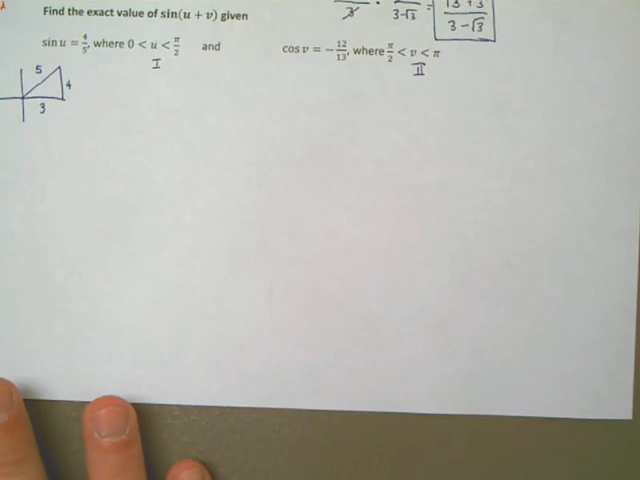 √3 + 3
3 3-√3 = 3-√3
Find the exact value of sin(u + v) given
sin u = 4/5, where 0 < u < π/2 and cos v = −12/13, where π/2 < v < π
I II
5
4
3